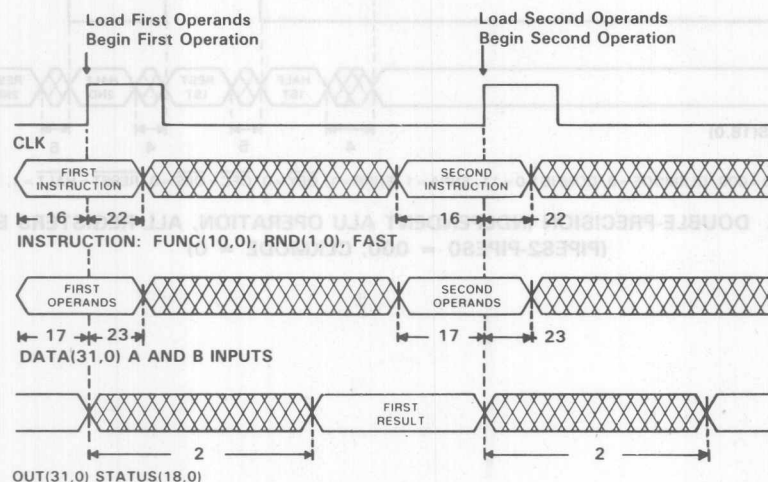 Load First Operands
Begin First Operation
Load Second Operands
Begin Second Operation
CLK
FIRST
INSTRUCTION
SECOND
INSTRUCTION
16
22
16
22
INSTRUCTION: FUNC(10,0), RND(1,0), FAST
FIRST
OPERANDS
SECOND
OPERANDS
17
23
17
23
DATA(31,0) A AND B INPUTS
FIRST
RESULT
2
2
OUT(31,0) STATUS(18,0)